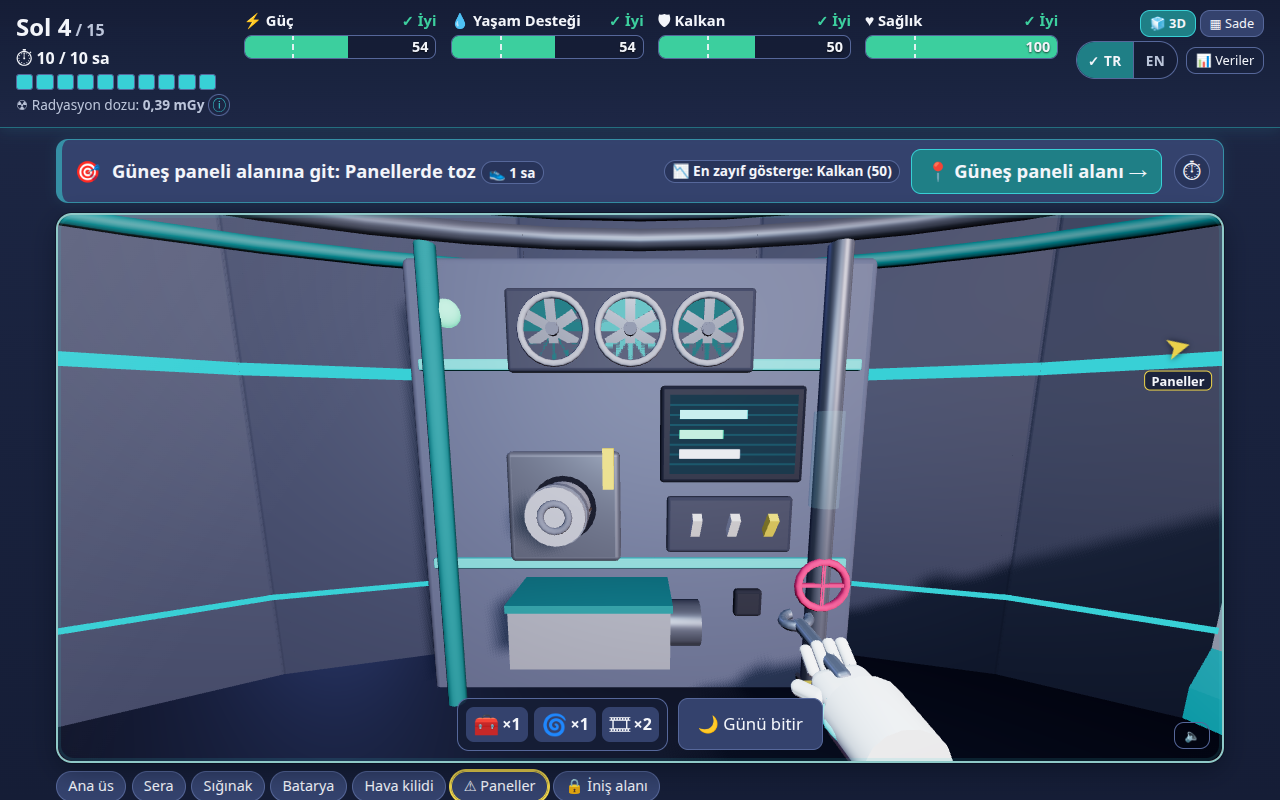 Sol 4 / 15
10 / 10 sa
Radyasyon dozu: 0,39 mGy
Güç ✓ İyi
54
Yaşam Desteği ✓ İyi
54
Kalkan ✓ İyi
50
Sağlık ✓ İyi
100
3D
Sade
✓ TR EN
Veriler
Güneş paneli alanına git: Panellerde toz 1 sa
En zayıf gösterge: Kalkan (50)
Güneş paneli alanı →
Paneller
×1 ×1 ×2
Günü bitir
Ana üs Sera Sığınak Batarya Hava kilidi ⚠ Paneller İniş alanı